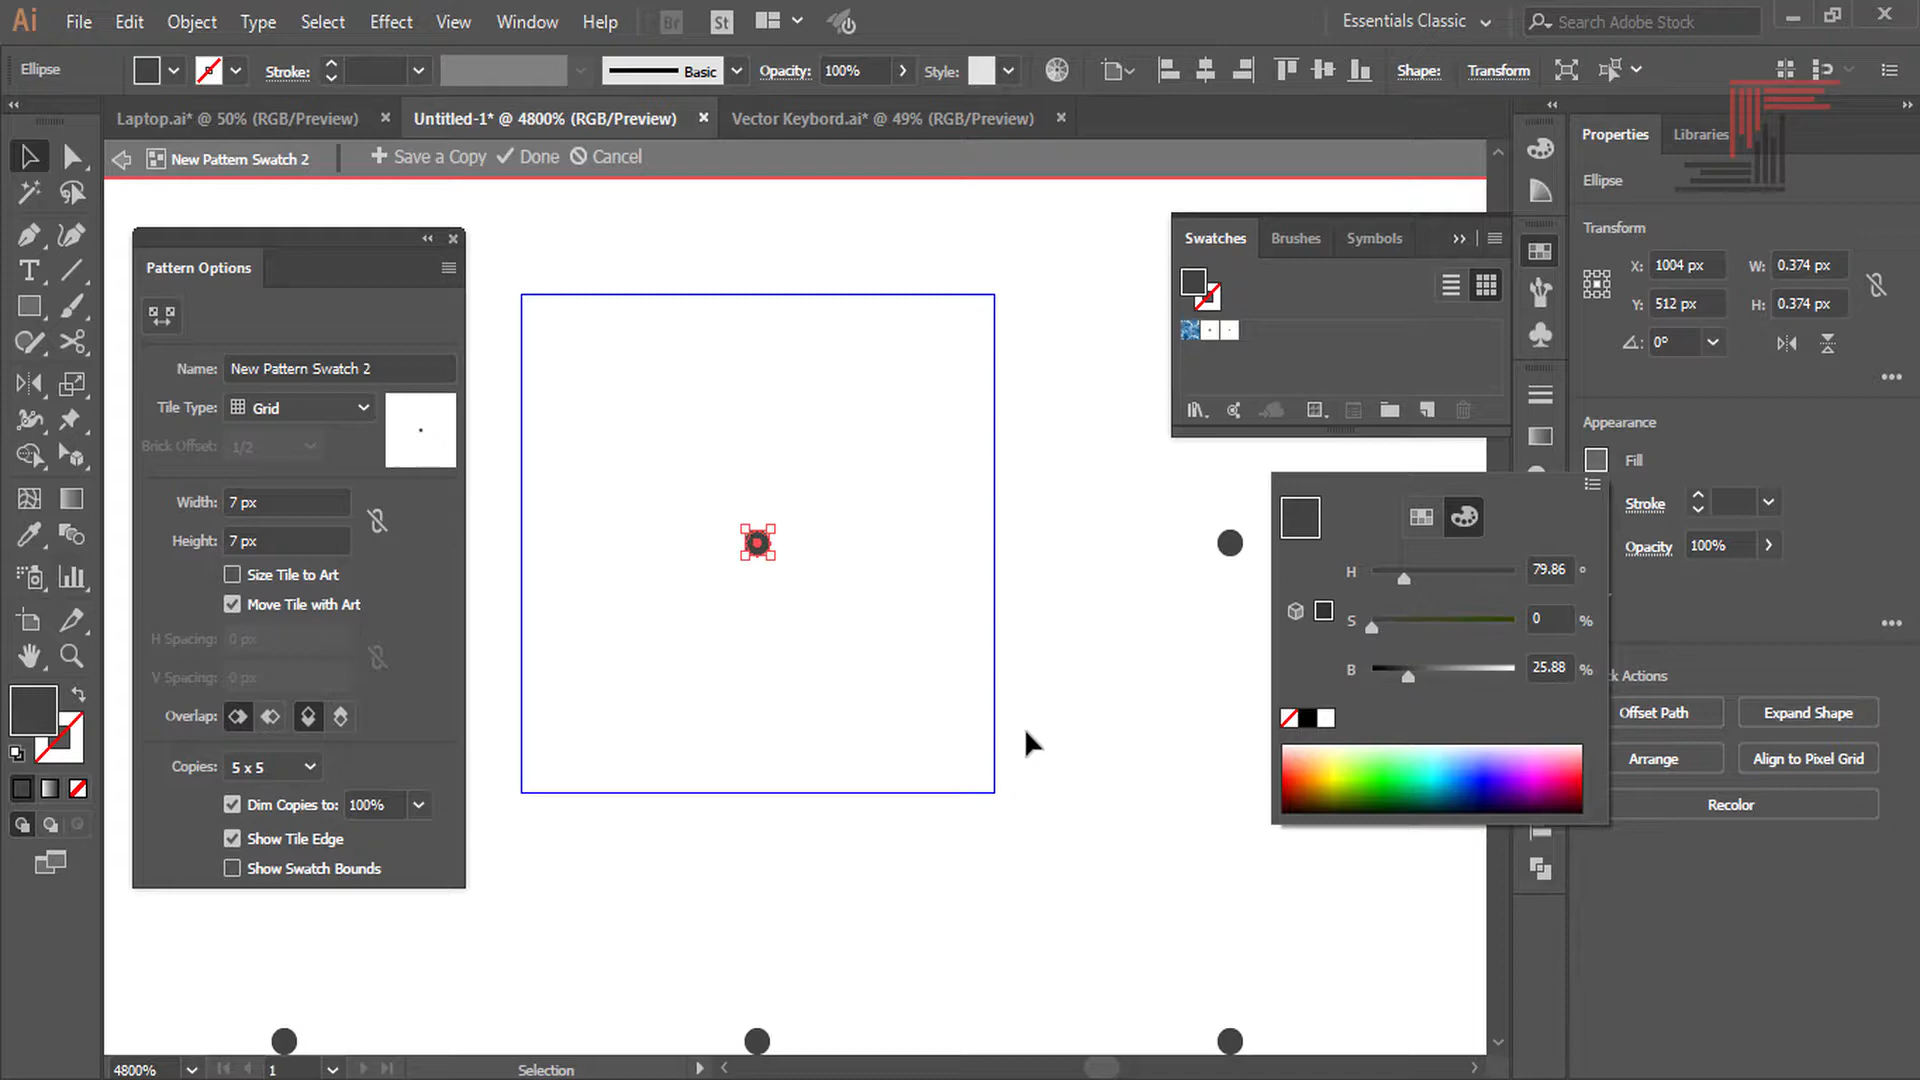 Ai File Edit Object Type Select Effect View Window Help Br St Essentials Classic Search Adobe Stock
Ellipse Stroke: Basic Opacity: 100% Style: Shape: Transform
Laptop.ai* @ 50% (RGB/Preview) Untitled-1* @ 4800% (RGB/Preview) Vector Keybord.ai* @ 49% (RGB/Preview)
New Pattern Swatch 2 Save a Copy Done Cancel
Pattern Options
Name: New Pattern Swatch 2
Tile Type: Grid
Brick Offset: 1/2
Width: 7 px
Height: 7 px
Size Tile to Art
Move Tile with Art
H Spacing: 0 px
V Spacing: 0 px
Overlap:
Copies: 5 x 5
Dim Copies to: 100%
Show Tile Edge
Show Swatch Bounds
Swatches Brushes Symbols
H 79.86 °
S 0 %
B 25.88 %
Properties Libraries
Ellipse
Transform
X: 1004 px W: 0.374 px
Y: 512 px H: 0.374 px
0°
Appearance
Fill
Stroke
Opacity 100%
k Actions
Offset Path Expand Shape
Arrange Align to Pixel Grid
Recolor
4800% 1 Selection